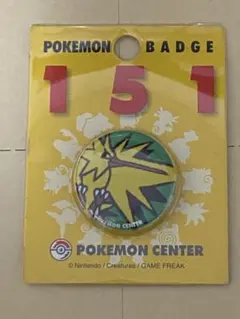 POKEMON BADGE
151
POKEMON CENTER
POKEMON CENTER
© Nintendo / Creatures / GAME FREAK